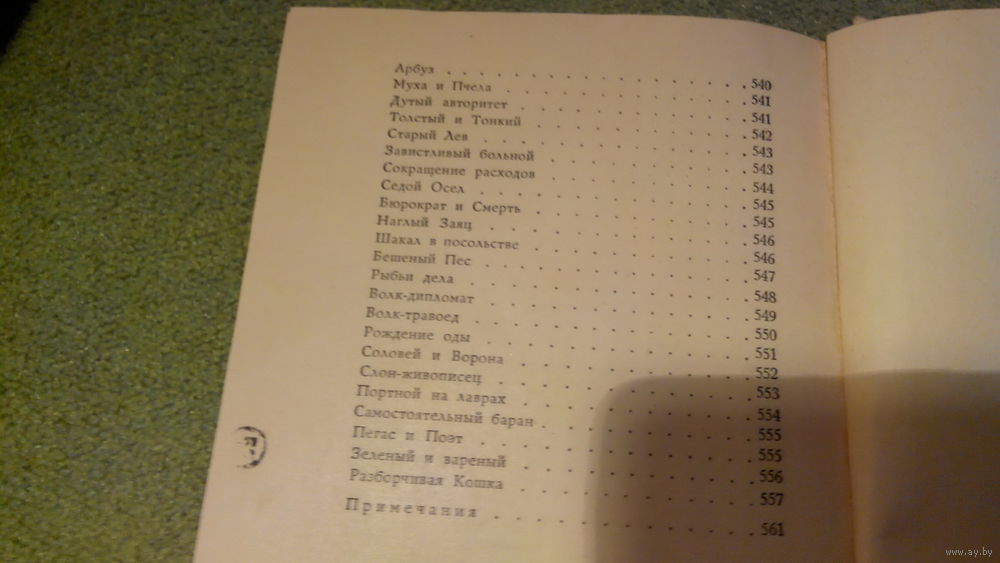 Арбуз . . . . . . . . . . . . . 540
Муха и Пчела . . . . . . . . . . 541
Дутый авторитет . . . . . . . . . 541
Толстый и Тонкий . . . . . . . . . 542
Старый Лев . . . . . . . . . . . 543
Завистливый больной . . . . . . . . 543
Сокращение расходов . . . . . . . . 544
Седой Осел . . . . . . . . . . . 545
Бюрократ и Смерть . . . . . . . . . 545
Наглый Заяц . . . . . . . . . . . 546
Шакал в посольстве . . . . . . . . . 546
Бешеный Пес . . . . . . . . . . . 547
Рыбьи дела . . . . . . . . . . . 548
Волк-дипломат . . . . . . . . . . 549
Волк-травоед . . . . . . . . . . . 550
Рождение оды . . . . . . . . . . . 551
Соловей и Ворона . . . . . . . . . 552
Слон-живописец . . . . . . . . . . 553
Портной на лаврах . . . . . . . . . 554
Самостоятельный баран . . . . . . . . 555
Пегас и Поэт . . . . . . . . . . . 555
Зеленый и вареный . . . . . . . . . 556
Разборчивая Кошка . . . . . . . . . 557
Примечания . . . . . . . . . . . 561
www.ay.by